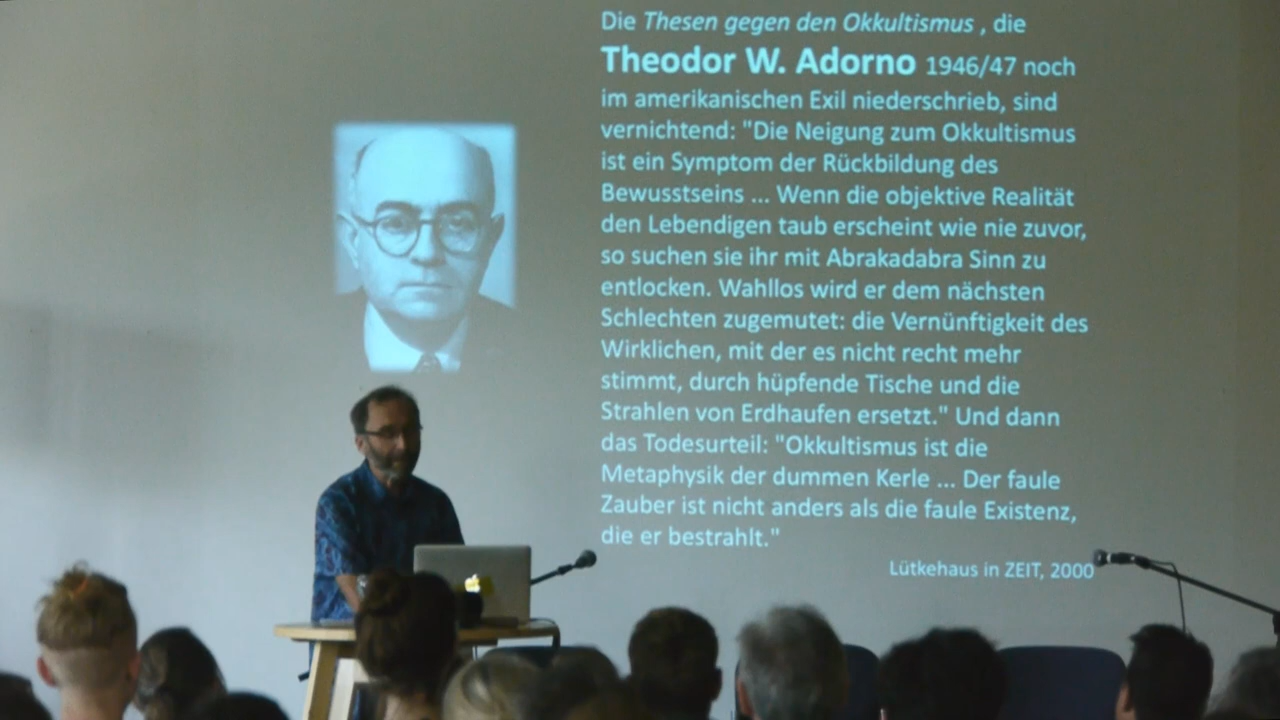 Die Thesen gegen den Okkultismus , die
Theodor W. Adorno 1946/47 noch
im amerikanischen Exil niederschrieb, sind
vernichtend: "Die Neigung zum Okkultismus
ist ein Symptom der Rückbildung des
Bewusstseins ... Wenn die objektive Realität
den Lebendigen taub erscheint wie nie zuvor,
so suchen sie ihr mit Abrakadabra Sinn zu
entlocken. Wahllos wird er dem nächsten
Schlechten zugemutet: die Vernünftigkeit des
Wirklichen, mit der es nicht recht mehr
stimmt, durch hüpfende Tische und die
Strahlen von Erdhaufen ersetzt." Und dann
das Todesurteil: "Okkultismus ist die
Metaphysik der dummen Kerle ... Der faule
Zauber ist nicht anders als die faule Existenz,
die er bestrahlt."
Lütkehaus in ZEIT, 2000